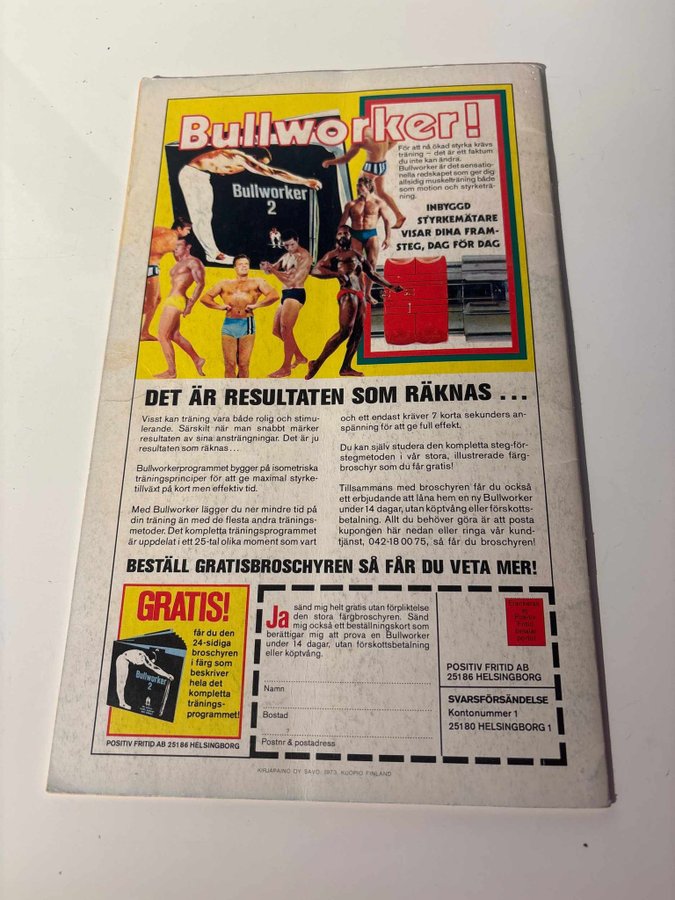 Bullworker!
För att nå ökad styrka krävs
träning – det är ett faktum
du inte kan ändra.
Bullworker är det sensatio-
nella redskapet som ger dig
allsidig muskelträning både
som motion och styrketrä-
ning.
Bullworker
2
INBYGGD
STYRKEMÄTARE
VISAR DINA FRAM-
STEG, DAG FÖR DAG
DET ÄR RESULTATEN SOM RÄKNAS ...
Visst kan träning vara både rolig och stimu-
lerande. Särskilt när man snabbt märker
resultaten av sina ansträngningar. Det är ju
resultaten som räknas...
Bullworkerprogrammet bygger på isometriska
träningsprinciper för att ge maximal styrke-
tillväxt på kort men effektiv tid.
Med Bullworker lägger du ner mindre tid på
din träning än med de flesta andra tränings-
metoder. Det kompletta träningsprogrammet
är uppdelat i ett 25-tal olika moment som vart
och ett endast kräver 7 korta sekunders an-
spänning för att ge full effekt.
Du kan själv studera den kompletta steg-för-
stegmetoden i vår stora, illustrerade färg-
broschyr som du får gratis!
Tillsammans med broschyren får du också
ett erbjudande att låna hem en ny Bullworker
under 14 dagar, utan köptvång eller förskotts-
betalning. Allt du behöver göra är att posta
kupongen här nedan eller ringa vår kund-
tjänst, 042-18 00 75, så får du broschyren!
BESTÄLL GRATISBROSCHYREN SÅ FÅR DU VETA MER!
GRATIS!
får du den
24-sidiga
broschyren
i färg som
beskriver
hela det
kompletta
tränings-
programmet!
Bullworker
2
POSITIV FRITID AB 25186 HELSINGBORG
Ja sänd mig helt gratis utan förpliktelse
den stora färgbroschyren. Sänd
mig också ett beställningskort som
berättigar mig att prova en Bullworker
under 14 dagar, utan förskottsbetalning
eller köptvång.
Namn
Bostad
Postnr & postadress
Frankeras
ej
Positiv
Fritid
betalar
portot
POSITIV FRITID AB
25186 HELSINGBORG
SVARSFÖRSÄNDELSE
Kontonummer 1
25180 HELSINGBORG 1
KIRJAPAINO OY SAVO, 1973, KUOPIO FINLAND